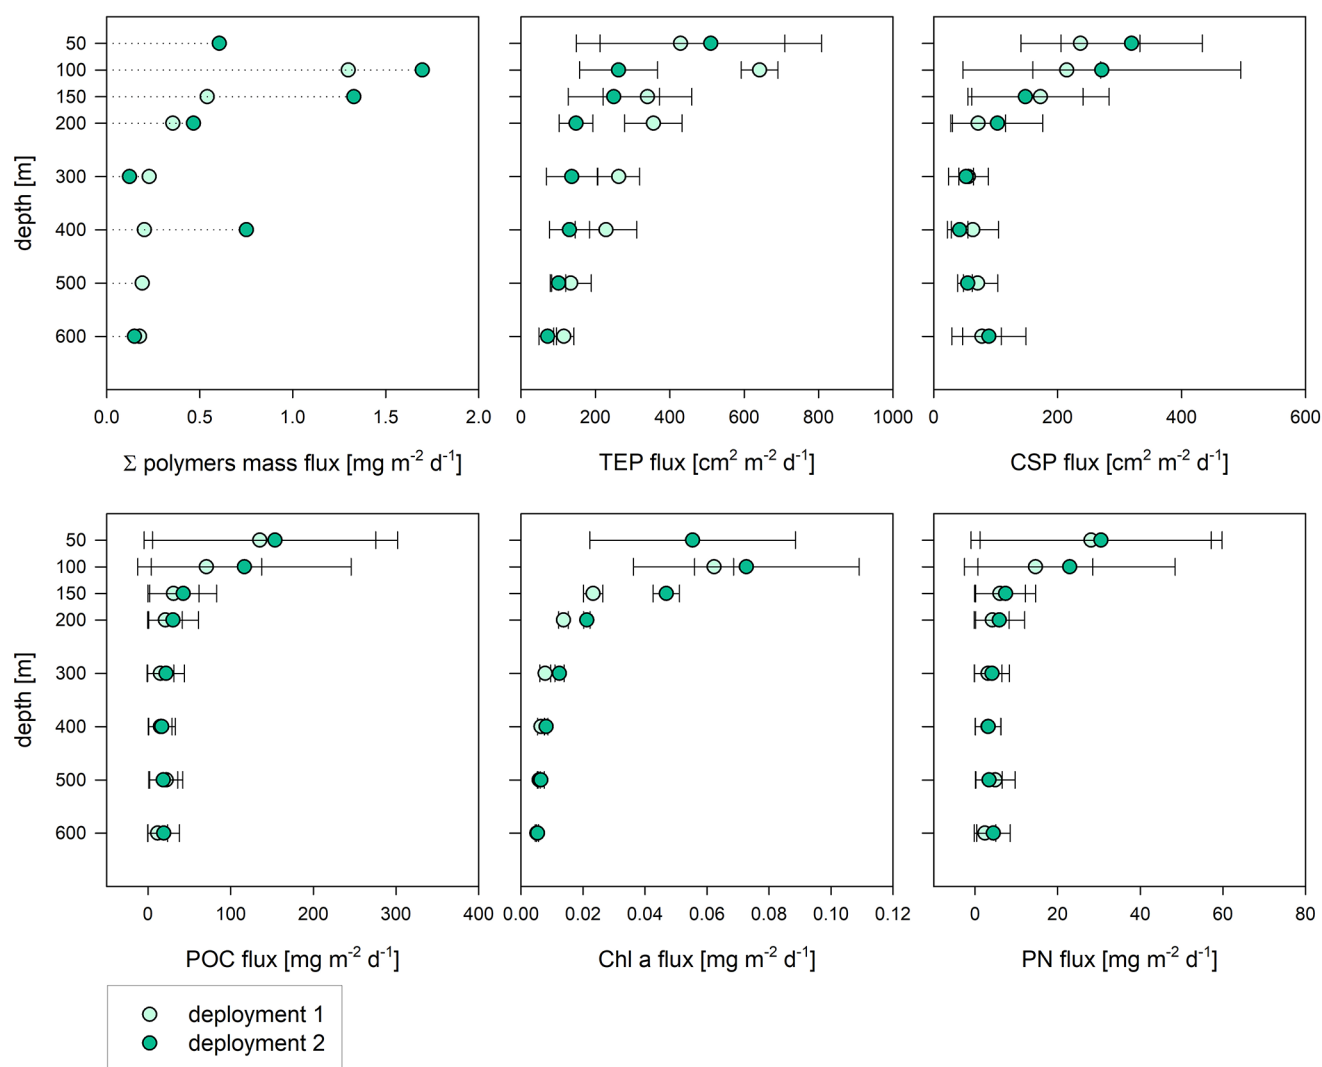 depth [m]
50
100
150
200
300
400
500
600
0.0 0.5 1.0 1.5 2.0
Σ polymers mass flux [mg m⁻² d⁻¹]
0 200 400 600 800 1000
TEP flux [cm² m⁻² d⁻¹]
0 200 400 600
CSP flux [cm² m⁻² d⁻¹]
depth [m]
50
100
150
200
300
400
500
600
0 100 200 300 400
POC flux [mg m⁻² d⁻¹]
0.00 0.02 0.04 0.06 0.08 0.10 0.12
Chl a flux [mg m⁻² d⁻¹]
0 20 40 60 80
PN flux [mg m⁻² d⁻¹]
deployment 1
deployment 2